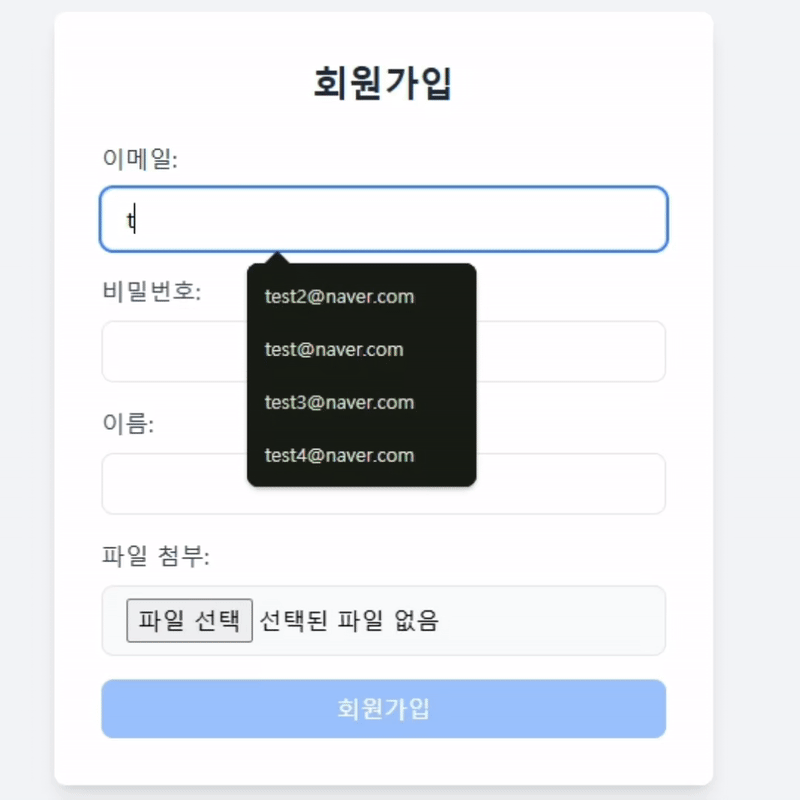 회원가입
이메일:
t
test2@naver.com
test@naver.com
test3@naver.com
test4@naver.com
비밀번호:
이름:
파일 첨부:
파일 선택 선택된 파일 없음
회원가입